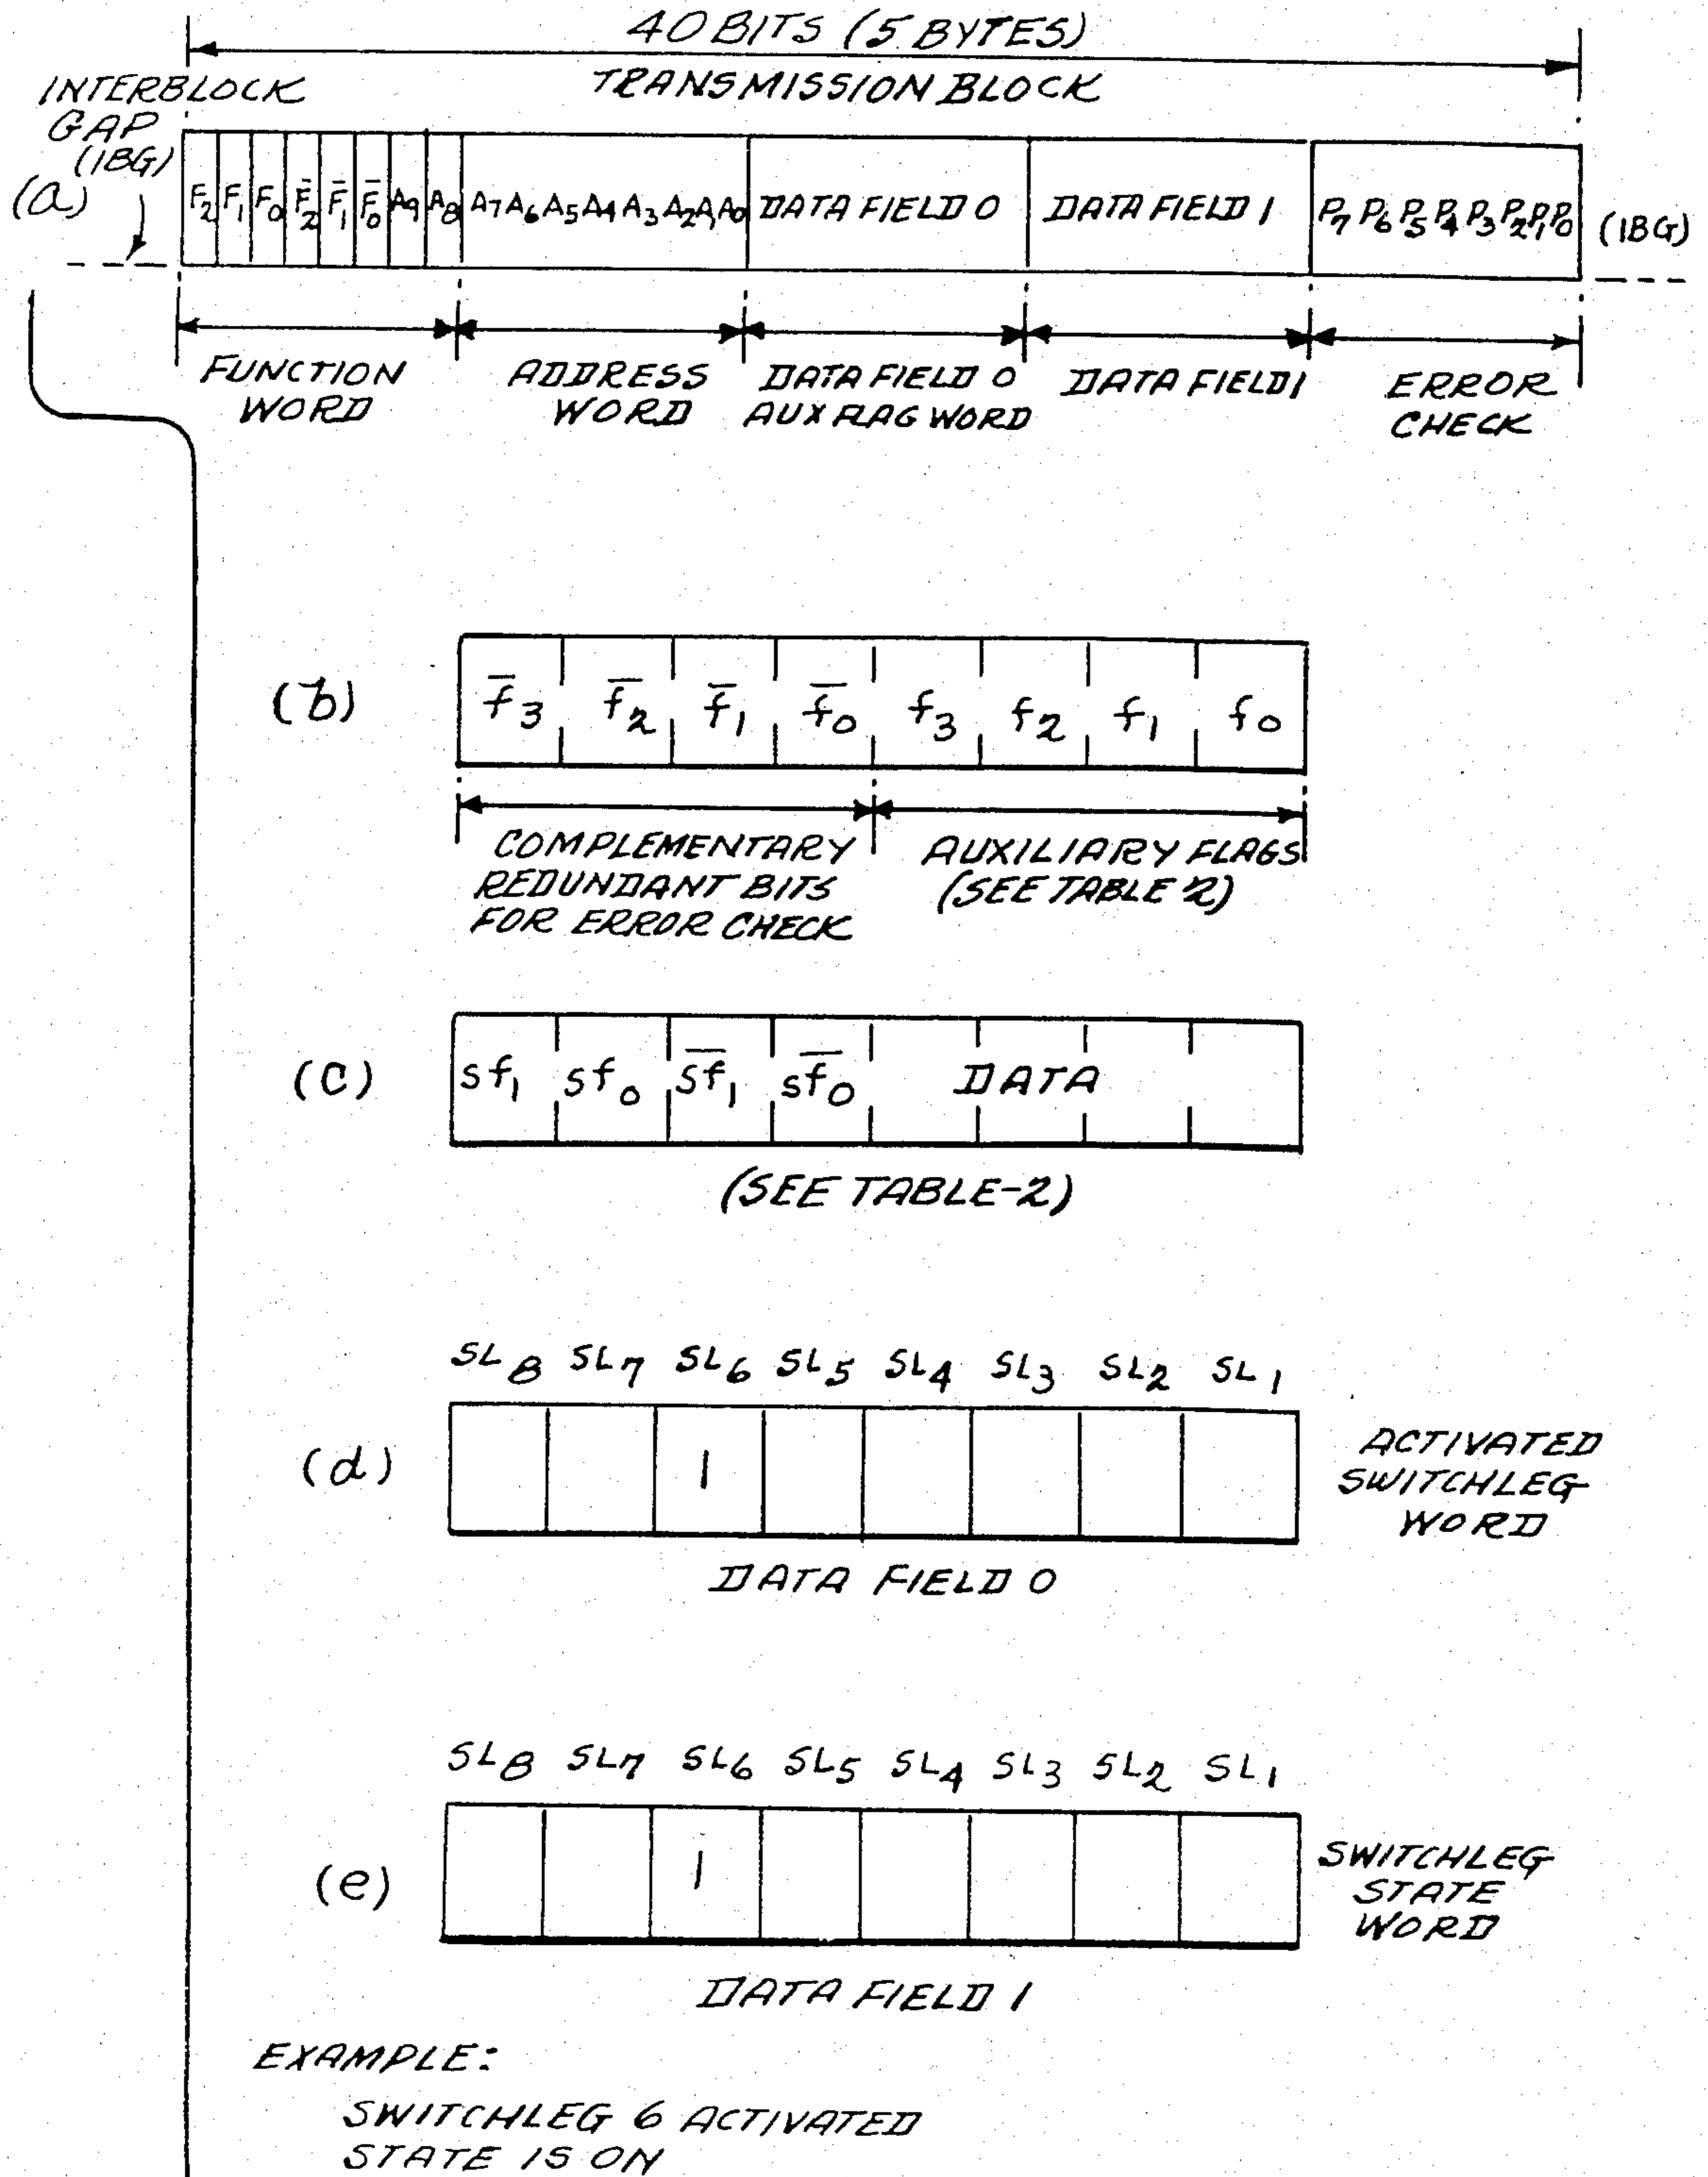 40 BITS (5 BYTES)
TRANSMISSION BLOCK
INTERBLOCK
GAP
(IBG)
(a)
F₂ F₁ F₀ F̄₂ F̄₁ F̄₀ A₉ A₈ A₇ A₆ A₅ A₄ A₃ A₂ A₁ A₀ DATA FIELD 0 DATA FIELD 1 P₇ P₆ P₅ P₄ P₃ P₂ P₁ P₀ (IBG)
FUNCTION
WORD
ADDRESS
WORD
DATA FIELD 0
AUX FLAG WORD
DATA FIELD 1
ERROR
CHECK
(b)
f̄₃ f̄₂ f̄₁ f̄₀ f₃ f₂ f₁ f₀
COMPLEMENTARY
REDUNDANT BITS
FOR ERROR CHECK
AUXILIARY FLAGS
(SEE TABLE 2)
(c)
sf₁ sf₀ s̄f̄₁ s̄f̄₀ DATA
(SEE TABLE-2)
SL₈ SL₇ SL₆ SL₅ SL₄ SL₃ SL₂ SL₁
(d)
1
ACTIVATED
SWITCHLEG
WORD
DATA FIELD 0
SL₈ SL₇ SL₆ SL₅ SL₄ SL₃ SL₂ SL₁
(e)
1
SWITCHLEG
STATE
WORD
DATA FIELD 1
EXAMPLE:
SWITCHLEG 6 ACTIVATED
STATE IS ON